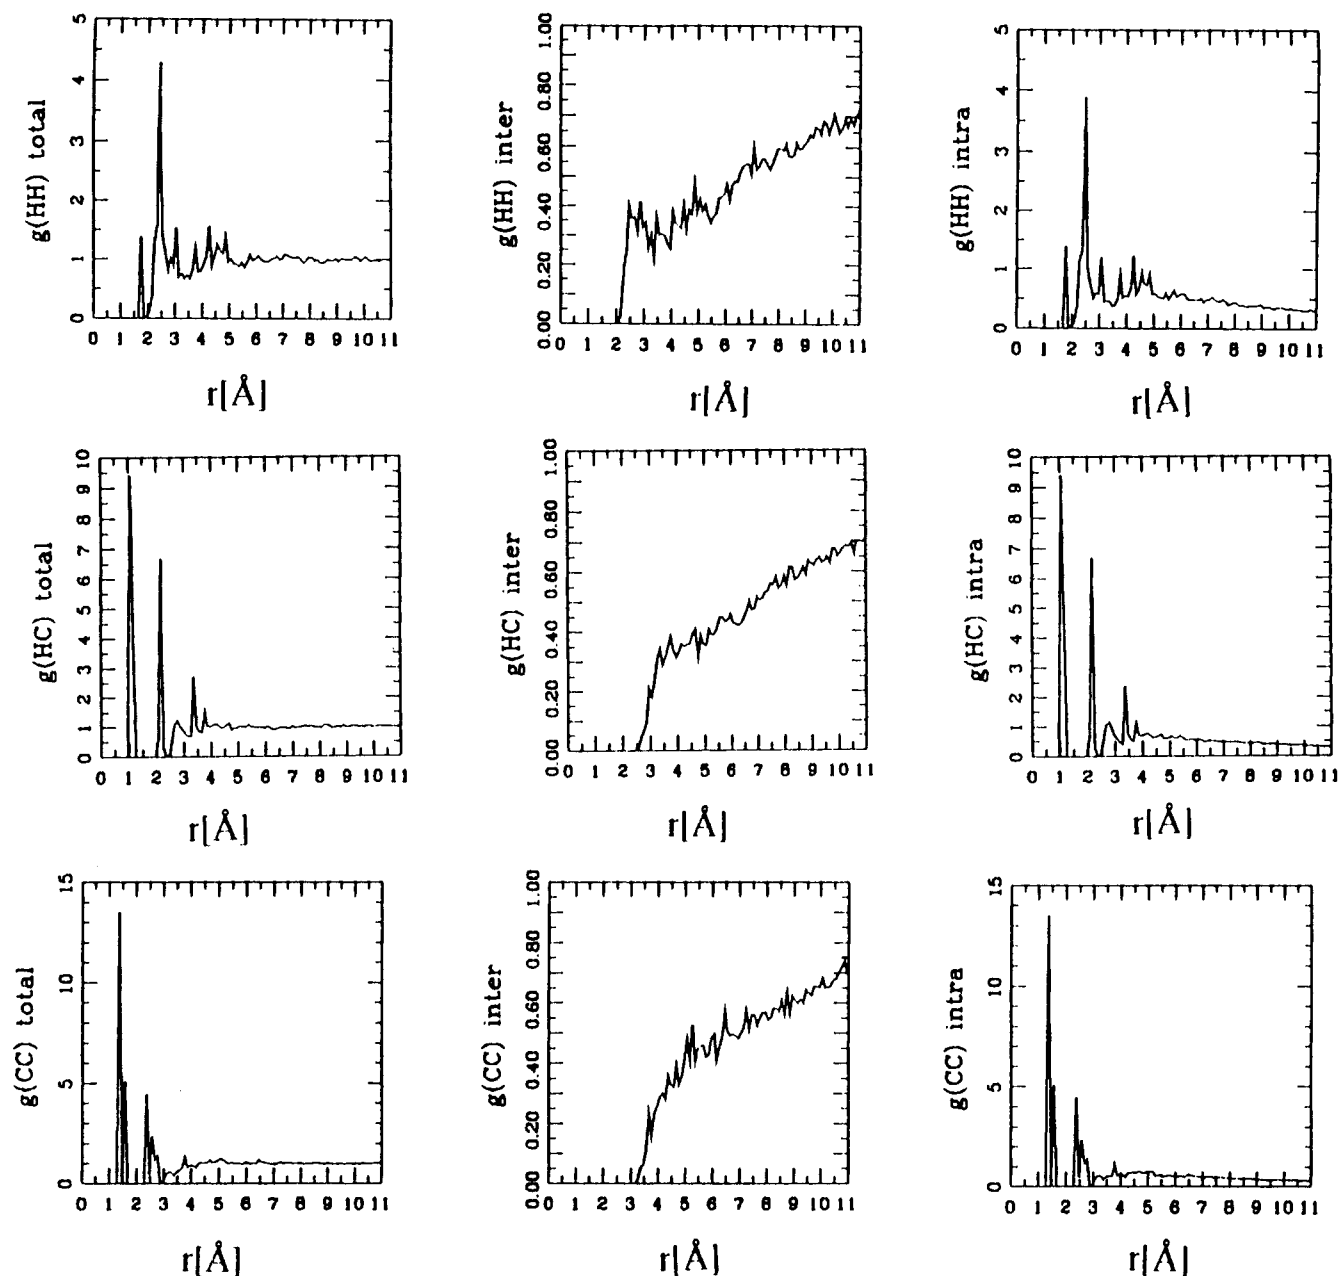 5
4
3
2
1
0
g(HH) total
0 1 2 3 4 5 6 7 8 9 10 11
r[Å]
1.00
0.80
0.60
0.40
0.20
0.00
g(HH) inter
0 1 2 3 4 5 6 7 8 9 10 11
r[Å]
5
4
3
2
1
0
g(HH) intra
0 1 2 3 4 5 6 7 8 9 10 11
r[Å]
10
9
8
7
6
5
4
3
2
1
0
g(HC) total
0 1 2 3 4 5 6 7 8 9 10 11
r[Å]
1.00
0.80
0.60
0.40
0.20
0.00
g(HC) inter
0 1 2 3 4 5 6 7 8 9 10 11
r[Å]
10
9
8
7
6
5
4
3
2
1
0
g(HC) intra
0 1 2 3 4 5 6 7 8 9 10 11
r[Å]
15
10
5
0
g(CC) total
0 1 2 3 4 5 6 7 8 9 10 11
r[Å]
1.00
0.80
0.60
0.40
0.20
0.00
g(CC) inter
0 1 2 3 4 5 6 7 8 9 10 11
r[Å]
15
10
5
0
g(CC) intra
0 1 2 3 4 5 6 7 8 9 10 11
r[Å]